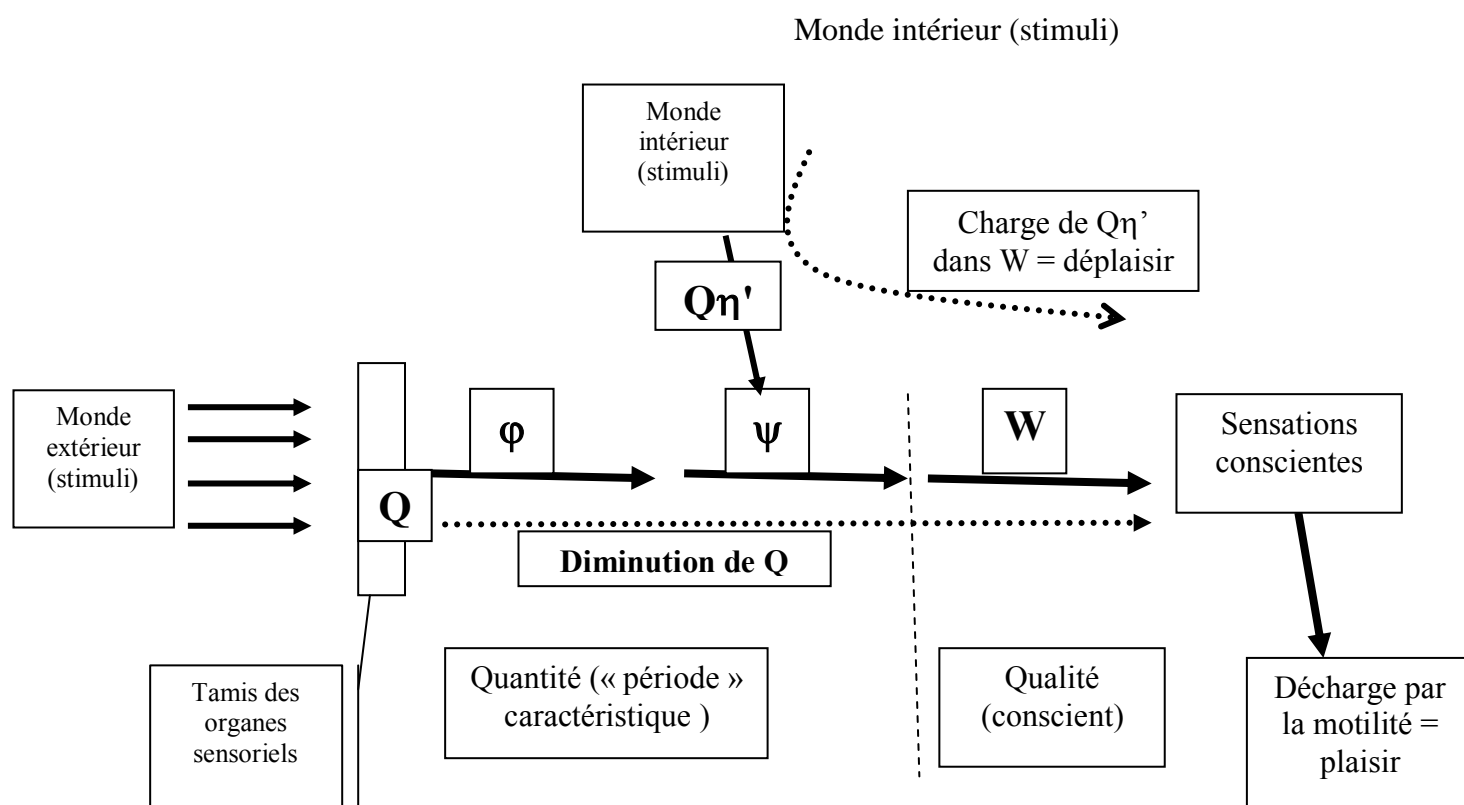 Monde intérieur (stimuli)
Monde
intérieur
(stimuli)
Charge de Qη’
dans W = déplaisir
Qη'
Monde
extérieur
(stimuli)
φ
ψ
W
Sensations
conscientes
Q
Diminution de Q
Tamis des
organes
sensoriels
Quantité (« période »
caractéristique )
Qualité
(conscient)
Décharge par
la motilité =
plaisir